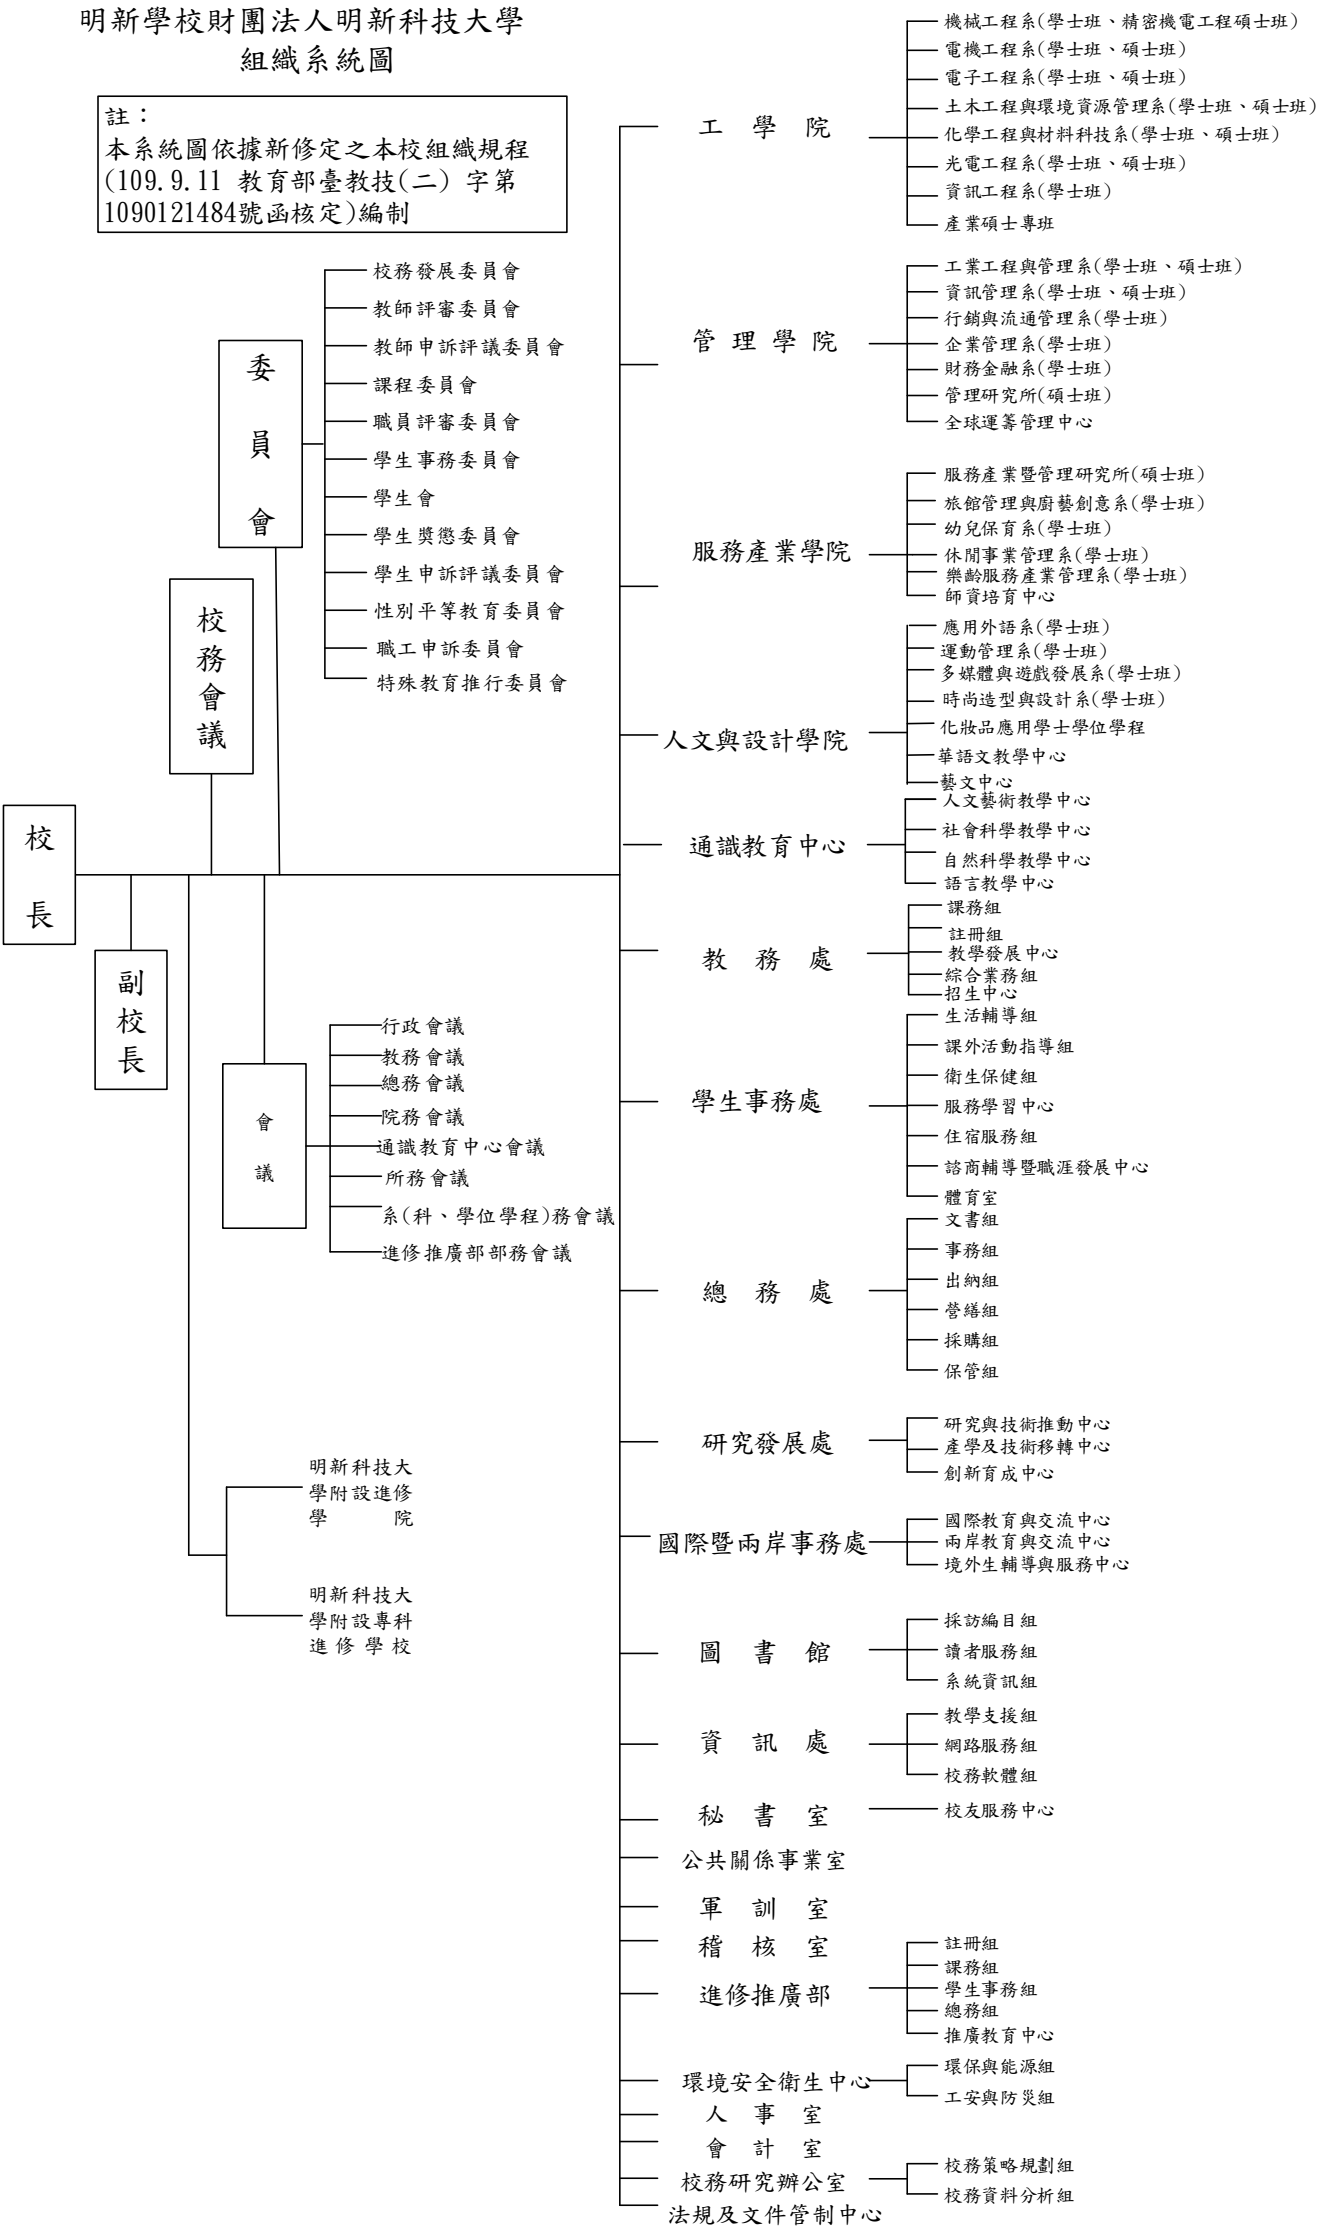 明新學校財團法人明新科技大學
組織系統圖
註：
本系統圖依據新修定之本校組織規程
(109.9.11 教育部臺教技(二) 字第
1090121484號函核定)編制
校長
副校長
校務會議
委員會
校務發展委員會
教師評審委員會
教師申訴評議委員會
課程委員會
職員評審委員會
學生事務委員會
學生會
學生獎懲委員會
學生申訴評議委員會
性別平等教育委員會
職工申訴委員會
特殊教育推行委員會
會議
行政會議
教務會議
總務會議
院務會議
通識教育中心會議
所務會議
系(科、學位學程)務會議
進修推廣部部務會議
明新科技大
學附設進修
學 院
明新科技大
學附設專科
進修學校
工學院
機械工程系(學士班、精密機電工程碩士班)
電機工程系(學士班、碩士班)
電子工程系(學士班、碩士班)
土木工程與環境資源管理系(學士班、碩士班)
化學工程與材料科技系(學士班、碩士班)
光電工程系(學士班、碩士班)
資訊工程系(學士班)
產業碩士專班
管理學院
工業工程與管理系(學士班、碩士班)
資訊管理系(學士班、碩士班)
行銷與流通管理系(學士班)
企業管理系(學士班)
財務金融系(學士班)
管理研究所(碩士班)
全球運籌管理中心
服務產業學院
服務產業暨管理研究所(碩士班)
旅館管理與廚藝創意系(學士班)
幼兒保育系(學士班)
休閒事業管理系(學士班)
樂齡服務產業管理系(學士班)
師資培育中心
人文與設計學院
應用外語系(學士班)
運動管理系(學士班)
多媒體與遊戲發展系(學士班)
時尚造型與設計系(學士班)
化妝品應用學士學位學程
華語文教學中心
藝文中心
通識教育中心
人文藝術教學中心
社會科學教學中心
自然科學教學中心
語言教學中心
教務處
課務組
註冊組
教學發展中心
綜合業務組
招生中心
學生事務處
生活輔導組
課外活動指導組
衛生保健組
服務學習中心
住宿服務組
諮商輔導暨職涯發展中心
體育室
總務處
文書組
事務組
出納組
營繕組
採購組
保管組
研究發展處
研究與技術推動中心
產學及技術移轉中心
創新育成中心
國際暨兩岸事務處
國際教育與交流中心
兩岸教育與交流中心
境外生輔導與服務中心
圖書館
採訪編目組
讀者服務組
系統資訊組
資訊處
教學支援組
網路服務組
校務軟體組
秘書室
校友服務中心
公共關係事業室
軍訓室
稽核室
進修推廣部
註冊組
課務組
學生事務組
總務組
推廣教育中心
環境安全衛生中心
環保與能源組
工安與防災組
人事室
會計室
校務研究辦公室
校務策略規劃組
校務資料分析組
法規及文件管制中心